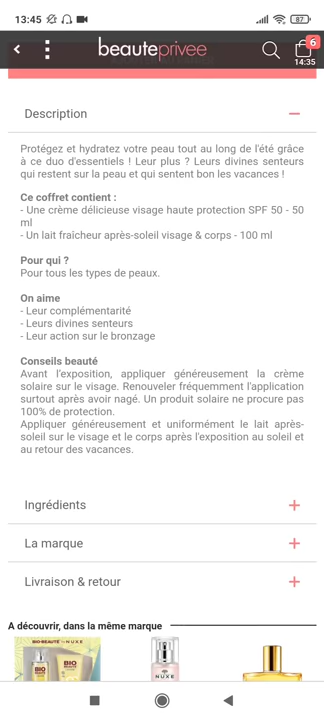 13:45
87
beauteprivee
6
14:35
Description
Protégez et hydratez votre peau tout au long de l'été grâce
à ce duo d'essentiels ! Leur plus ? Leurs divines senteurs
qui restent sur la peau et qui sentent bon les vacances !
Ce coffret contient :
- Une crème délicieuse visage haute protection SPF 50 - 50
ml
- Un lait fraîcheur après-soleil visage & corps - 100 ml
Pour qui ?
Pour tous les types de peaux.
On aime
- Leur complémentarité
- Leurs divines senteurs
- Leur action sur le bronzage
Conseils beauté
Avant l'exposition, appliquer généreusement la crème
solaire sur le visage. Renouveler fréquemment l'application
surtout après avoir nagé. Un produit solaire ne procure pas
100% de protection.
Appliquer généreusement et uniformément le lait après-
soleil sur le visage et le corps après l'exposition au soleil et
au retour des vacances.
Ingrédients
La marque
Livraison & retour
A découvrir, dans la même marque
BIO-BEAUTÉ by NUXE
BIO
BIO
NUXE